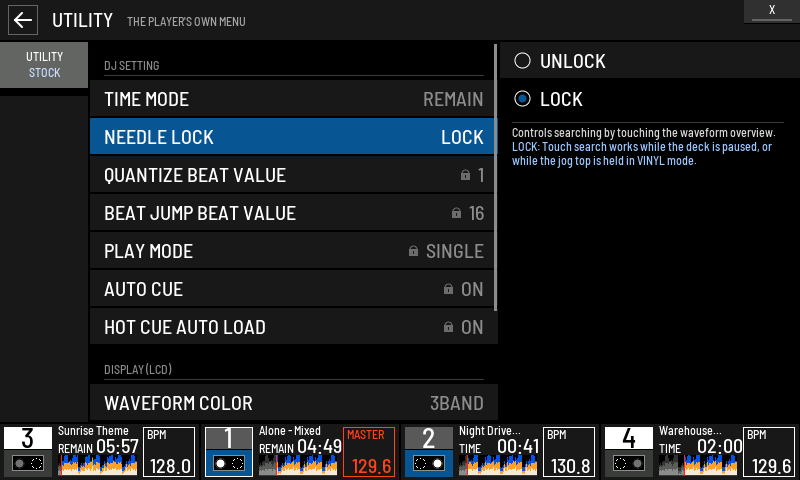 UTILITY THE PLAYER'S OWN MENU X
UTILITY
STOCK
DJ SETTING
TIME MODE REMAIN
NEEDLE LOCK LOCK
QUANTIZE BEAT VALUE 1
BEAT JUMP BEAT VALUE 16
PLAY MODE SINGLE
AUTO CUE ON
HOT CUE AUTO LOAD ON
DISPLAY (LCD)
WAVEFORM COLOR 3BAND
UNLOCK
LOCK
Controls searching by touching the waveform overview.
LOCK: Touch search works while the deck is paused, or
while the jog top is held in VINYL mode.
3 Sunrise Theme BPM
REMAIN 05:57
128.0
1 Alone - Mixed MASTER
REMAIN 04:49
129.6
2 Night Drive... BPM
TIME 00:41
130.8
4 Warehouse... BPM
TIME 02:00
129.6